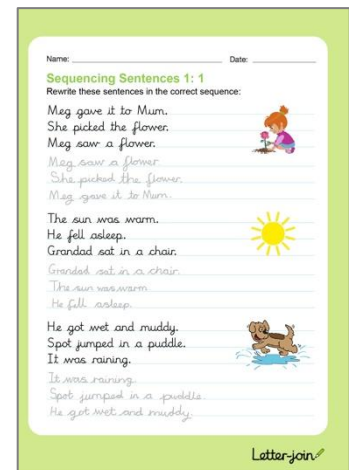 Name: Date:
Sequencing Sentences 1: 1
Rewrite these sentences in the correct sequence:
Meg gave it to Mum.
She picked the flower.
Meg saw a flower.
Meg saw a flower
She picked the flower.
Meg gave it to Mum.
The sun was warm.
He fell asleep.
Grandad sat in a chair.
Grandad sat in a chair.
The sun was warm.
He fell asleep.
He got wet and muddy.
Spot jumped in a puddle.
It was raining.
It was raining.
Spot jumped in a puddle.
He got wet and muddy.
Letter-join